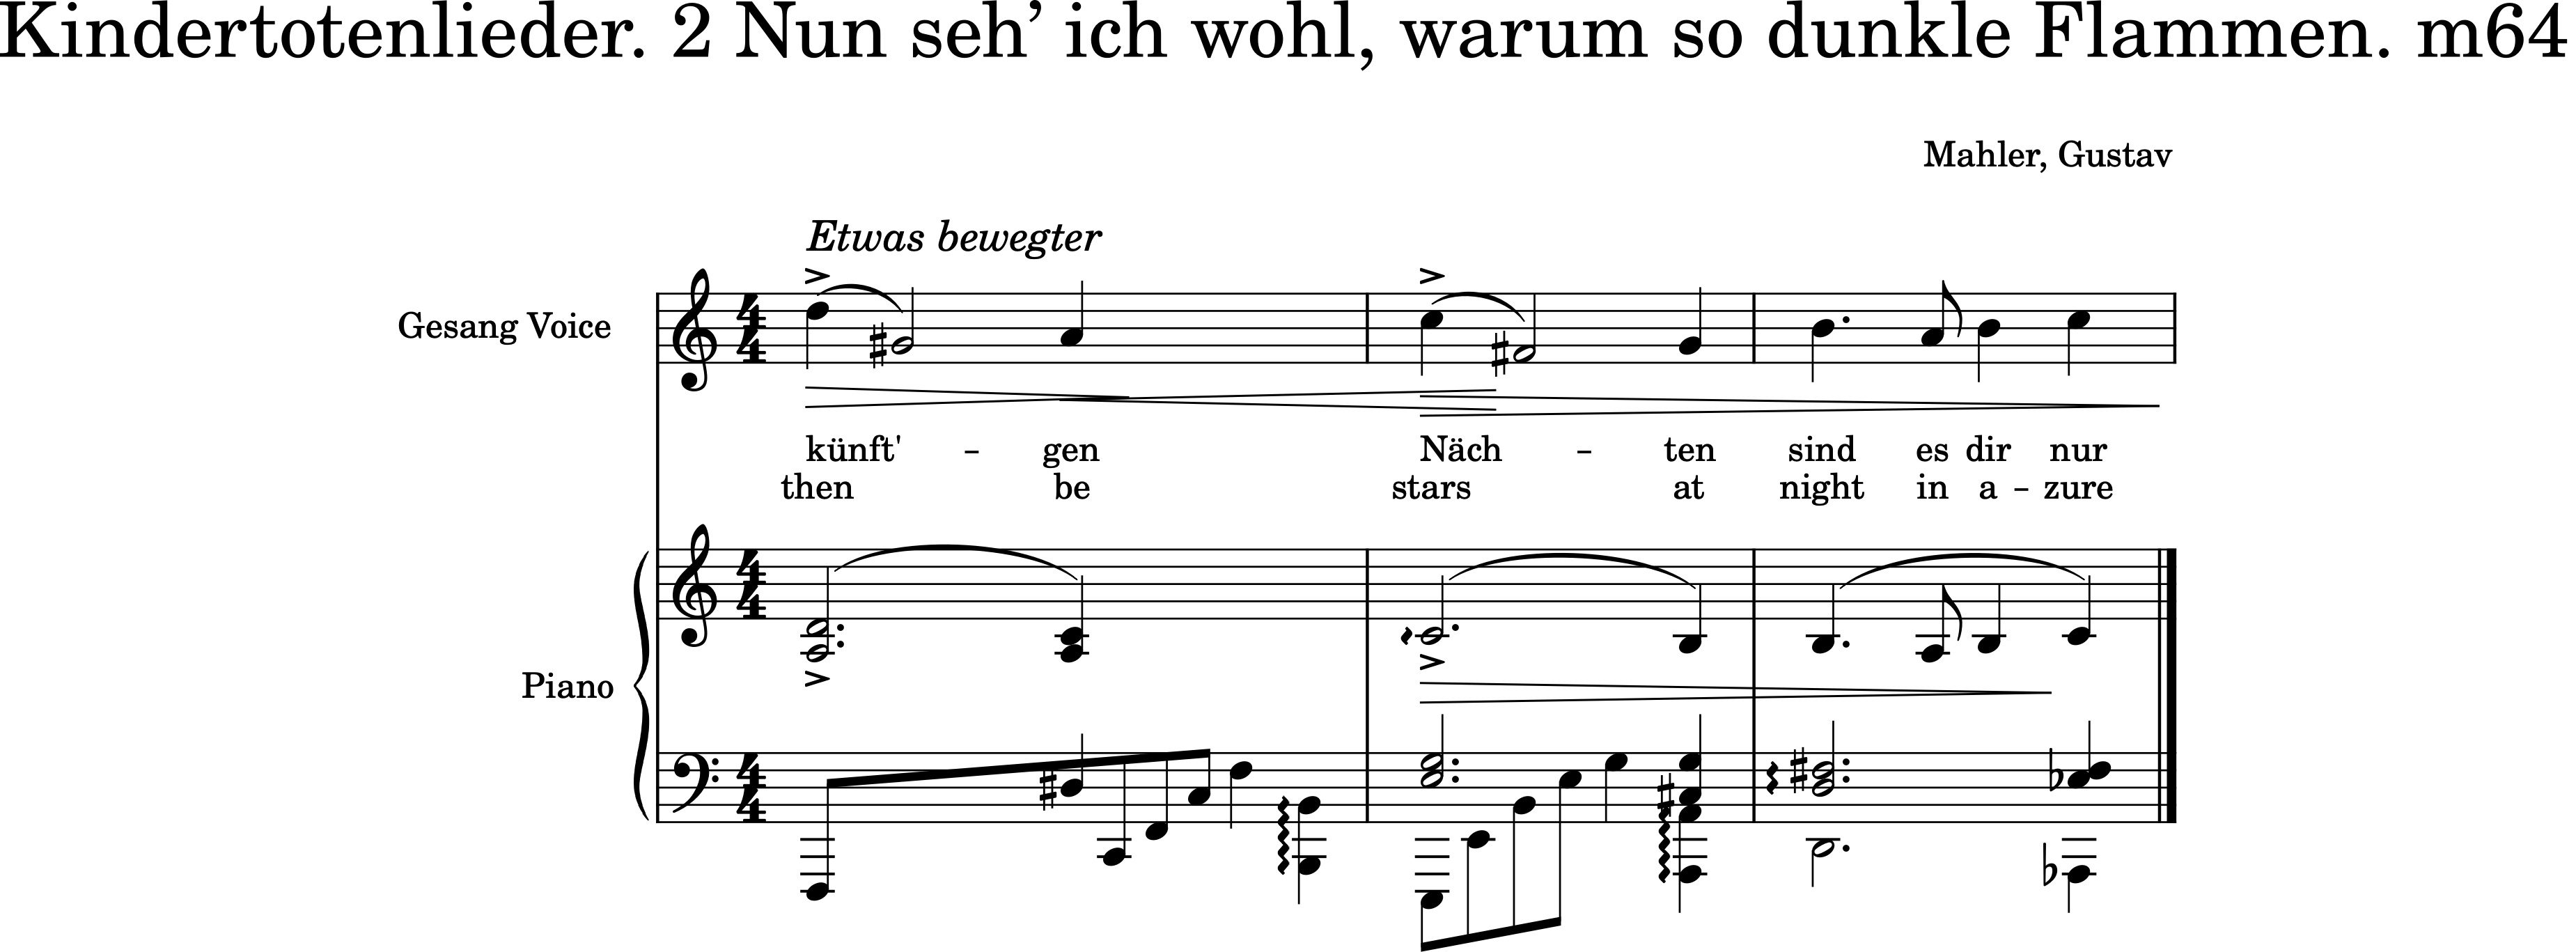 Kindertotenlieder. 2 Nun seh’ ich wohl, warum so dunkle Flammen. m64
Mahler, Gustav
Etwas bewegter
Gesang Voice
künft' – gen Näch – ten sind es dir nur
then be stars at night in a – zure
Piano